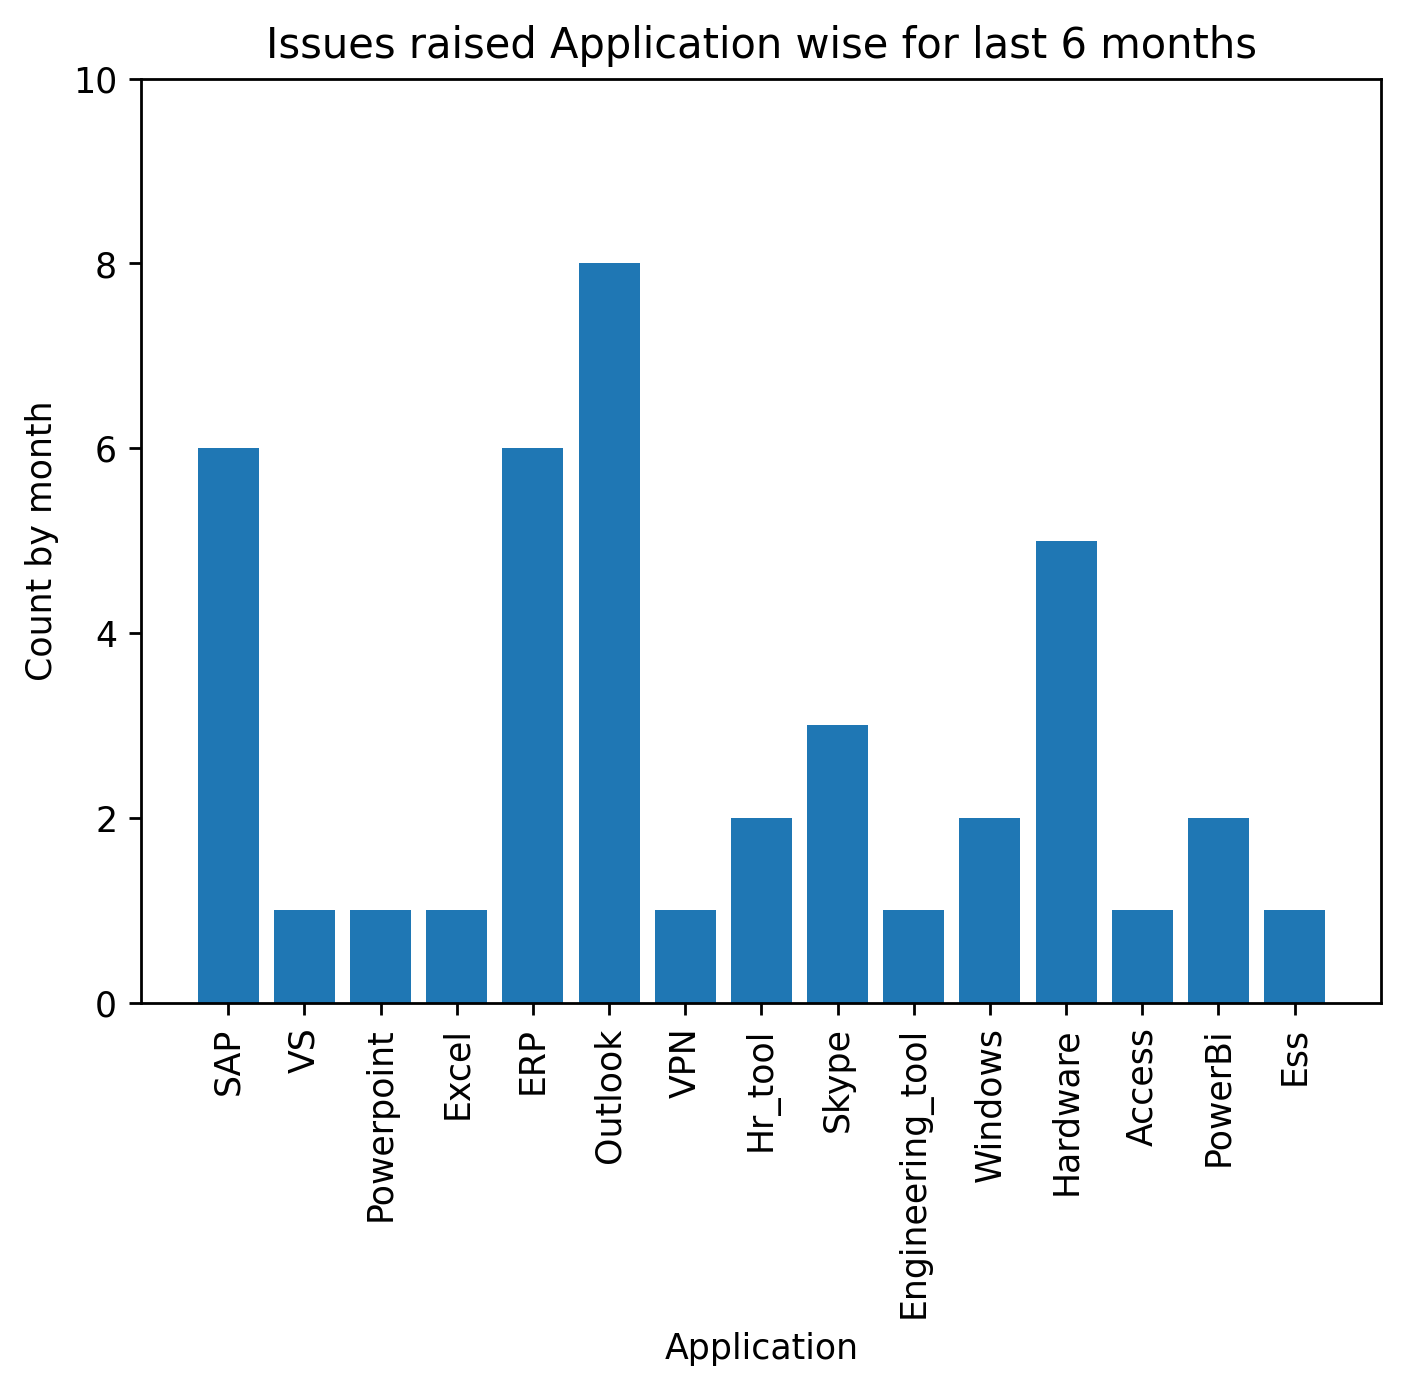 Issues raised Application wise for last 6 months
Count by month
10
8
6
4
2
0
SAP
VS
Powerpoint
Excel
ERP
Outlook
VPN
Hr_tool
Skype
Engineering_tool
Windows
Hardware
Access
PowerBi
Ess
Application